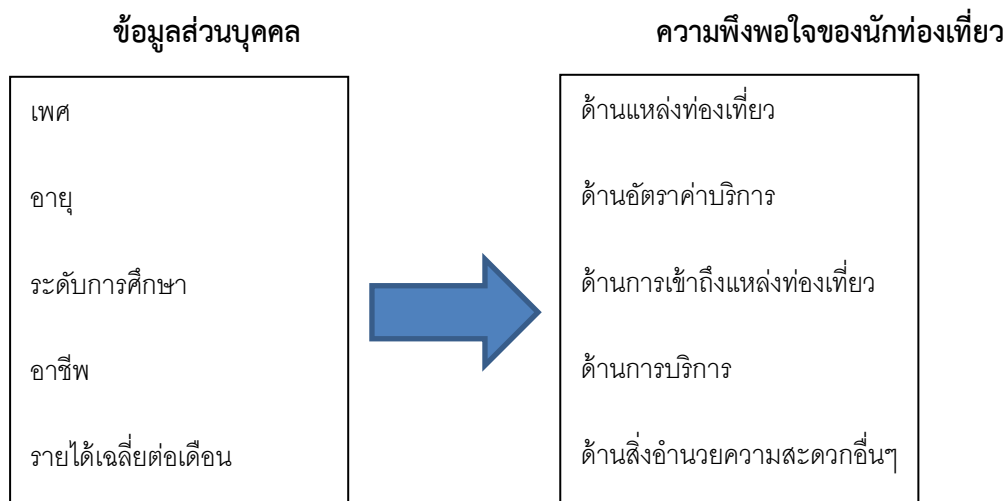 ข้อมูลส่วนบุคคล
เพศ
อายุ
ระดับการศึกษา
อาชีพ
รายได้เฉลี่ยต่อเดือน
ความพึงพอใจของนักท่องเที่ยว
ด้านแหล่งท่องเที่ยว
ด้านอัตราค่าบริการ
ด้านการเข้าถึงแหล่งท่องเที่ยว
ด้านการบริการ
ด้านสิ่งอำนวยความสะดวกอื่นๆ